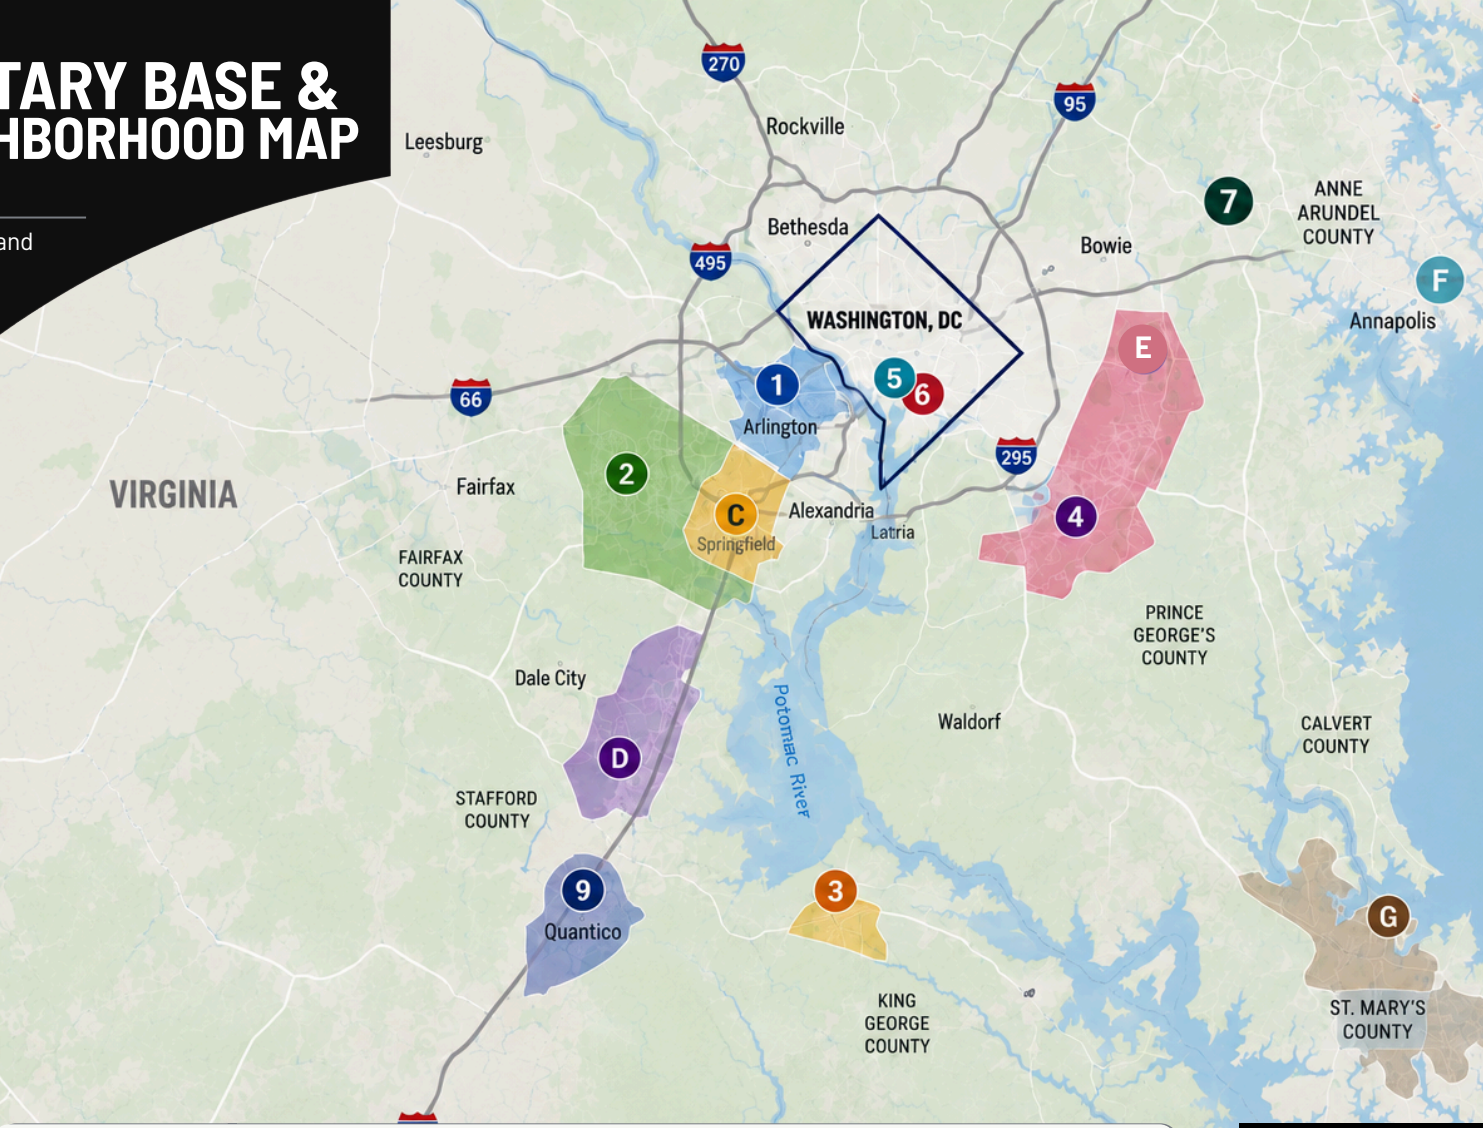 TARY BASE &
HBORHOOD MAP
and
270
95
Rockville
Leesburg
7
ANNE
ARUNDEL
COUNTY
Bethesda
Bowie
495
F
Annapolis
WASHINGTON, DC
E
5
6
1
66
Arlington
295
2
Fairfax
VIRGINIA
C
Alexandria
4
Latria
Springfield
FAIRFAX
COUNTY
PRINCE
GEORGE'S
COUNTY
Dale City
Potomac River
Waldorf
CALVERT
COUNTY
D
STAFFORD
COUNTY
9
3
Quantico
G
KING
GEORGE
COUNTY
ST. MARY'S
COUNTY